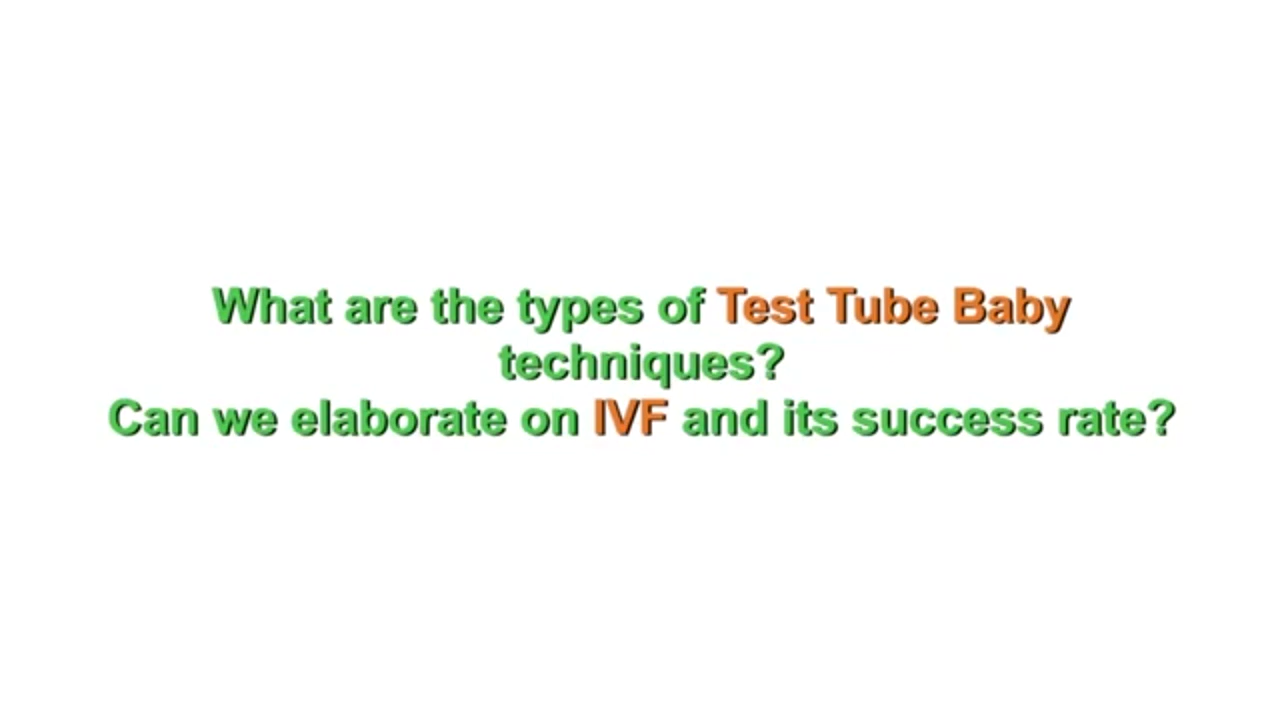 What are the types of Test Tube Baby
techniques?
Can we elaborate on IVF and its success rate?